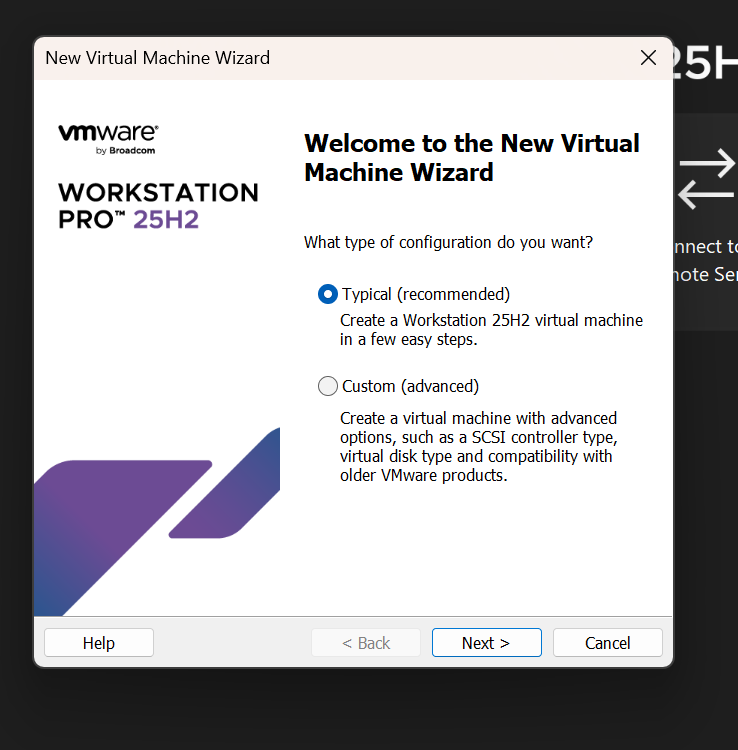 New Virtual Machine Wizard
25H
vmware®
by Broadcom
WORKSTATION
PRO™ 25H2
Welcome to the New Virtual
Machine Wizard
What type of configuration do you want?
Typical (recommended)
Create a Workstation 25H2 virtual machine
in a few easy steps.
Custom (advanced)
Create a virtual machine with advanced
options, such as a SCSI controller type,
virtual disk type and compatibility with
older VMware products.
nnect to
note Ser
Help
< Back
Next >
Cancel